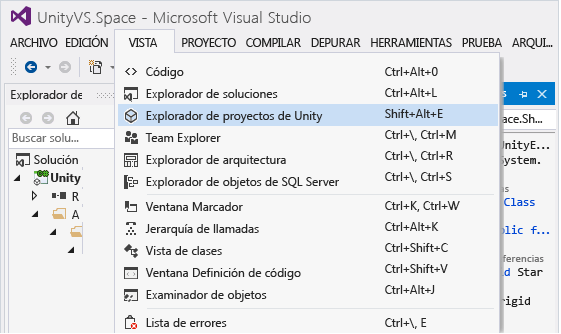 UnityVS.Space - Microsoft Visual Studio
ARCHIVO EDICIÓN VISTA PROYECTO COMPILAR DEPURAR HERRAMIENTAS PRUEBA ARQUI...
Explorador de
Buscar solu...
Solución
Unity
R
A
Código Ctrl+Alt+0
Explorador de soluciones Ctrl+Alt+L
Explorador de proyectos de Unity Shift+Alt+E
Team Explorer Ctrl+\, Ctrl+M
Explorador de arquitectura Ctrl+\, Ctrl+R
Explorador de objetos de SQL Server Ctrl+\, Ctrl+S
Ventana Marcador Ctrl+K, Ctrl+W
Jerarquía de llamadas Ctrl+Alt+K
Vista de clases Ctrl+Shift+C
Ventana Definición de código Ctrl+Shift+V
Examinador de objetos Ctrl+Alt+J
Lista de errores Ctrl+\, E
ace.Sh...
UnityE...
System.
as
Class
blic f...
ferencias
d Star
rigid